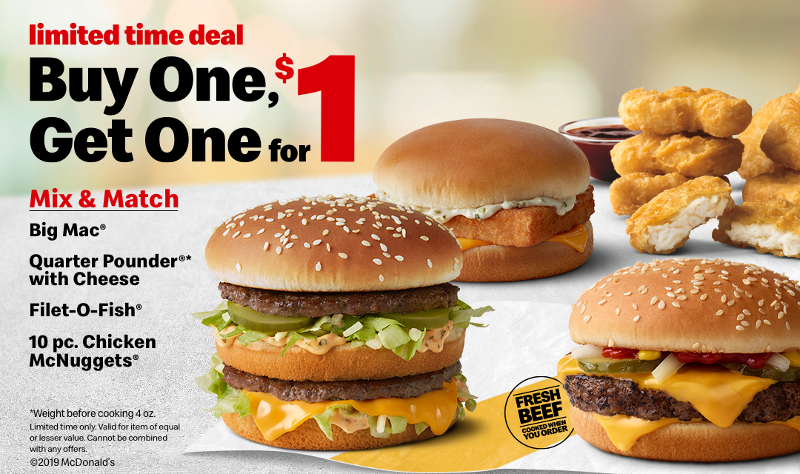 limited time deal
Buy One, $1
Get One for
Mix & Match
Big Mac®
Quarter Pounder®*
with Cheese
Filet-O-Fish®
10 pc. Chicken
McNuggets®
*Weight before cooking 4 oz.
Limited time only. Valid for item of equal
or lesser value. Cannot be combined
with any offers.
©2019 McDonald's
FRESH
BEEF
COOKED WHEN
YOU ORDER